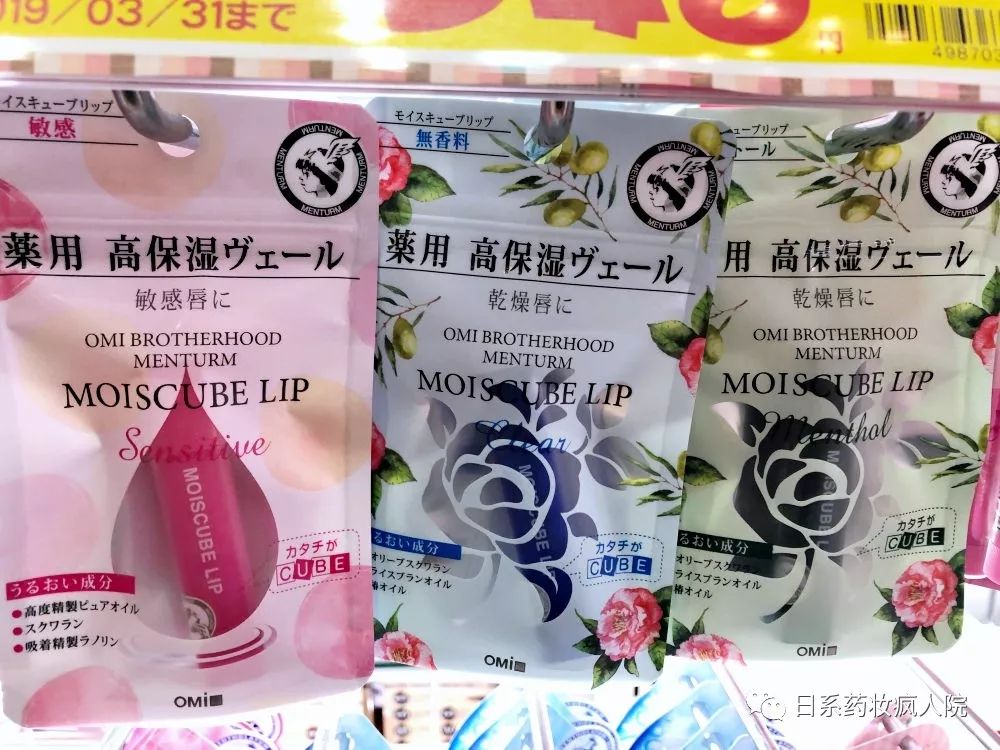 019/03/31まで
円
498703
イスキューブリップ
敏感
MENTURM
薬用 高保湿ヴェール
敏感唇に
OMI BROTHERHOOD
MENTURM
MOISCUBE LIP
Sensitive
MOISCUBE LIP
カタチが
CUBE
うるおい成分
●高度精製ピュアオイル
●スクワラン
●吸着精製ラノリン
OMI
モイスキューブリップ
無香料
MENTURM
薬用 高保湿ヴェール
乾燥唇に
OMI BROTHERHOOD
MENTURM
MOISCUBE LIP
Clear
MOISCUBE LIP
カタチが
CUBE
るおい成分
オリーブスクワラン
ライスブランオイル
椿オイル
OMI
ューブリップ
ール
MENTURM
用 高保湿ヴェール
乾燥唇に
OMI BROTHERHOOD
MENTURM
MOISCUBE LIP
Menthol
MOISCUBE LIP
カタチが
CUBE
るおい成分
オリーブスクワラン
ライスブランオイル
椿オイル
OMI
日系药妆疯人院